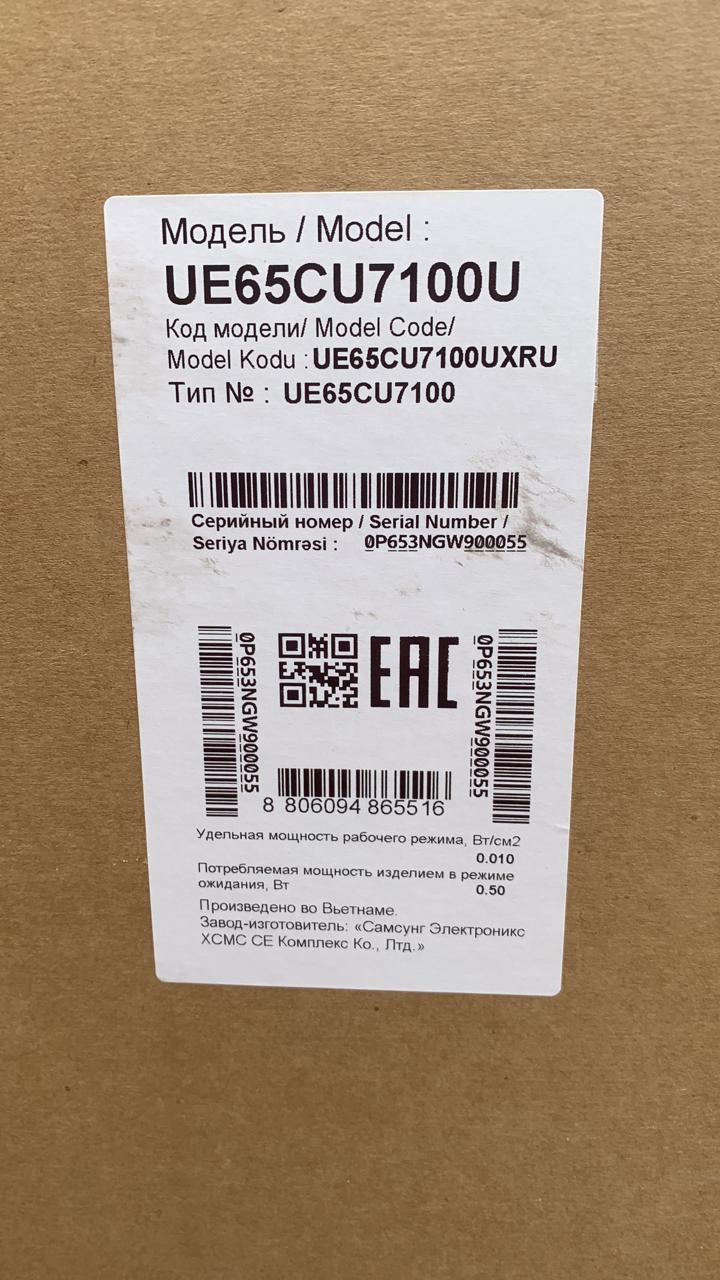 Модель / Model :
UE65CU7100U
Код модели/ Model Code/
Model Kodu : UE65CU7100UXRU
Тип № : UE65CU7100
Серийный номер / Serial Number /
Seriya Nömrəsi : 0P653NGW900055
0P653NGW900055
EAC
0P653NGW900055
8 806094 865516
Удельная мощность рабочего режима, Вт/см2
0.010
Потребляемая мощность изделием в режиме
ожидания, Вт 0.50
Произведено во Вьетнаме.
Завод-изготовитель: «Самсунг Электроникс
ХСМС СЕ Комплекс Ко., Лтд.»